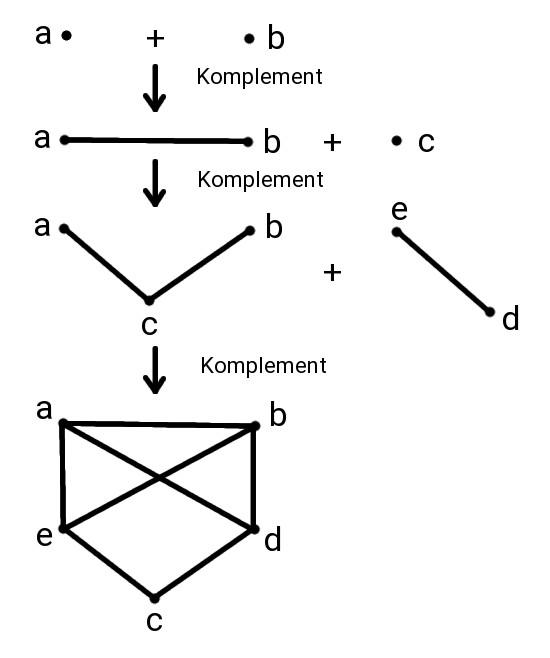 a + b
Komplement
a b + c
Komplement
a b e
+
c d
Komplement
a b
e d
c